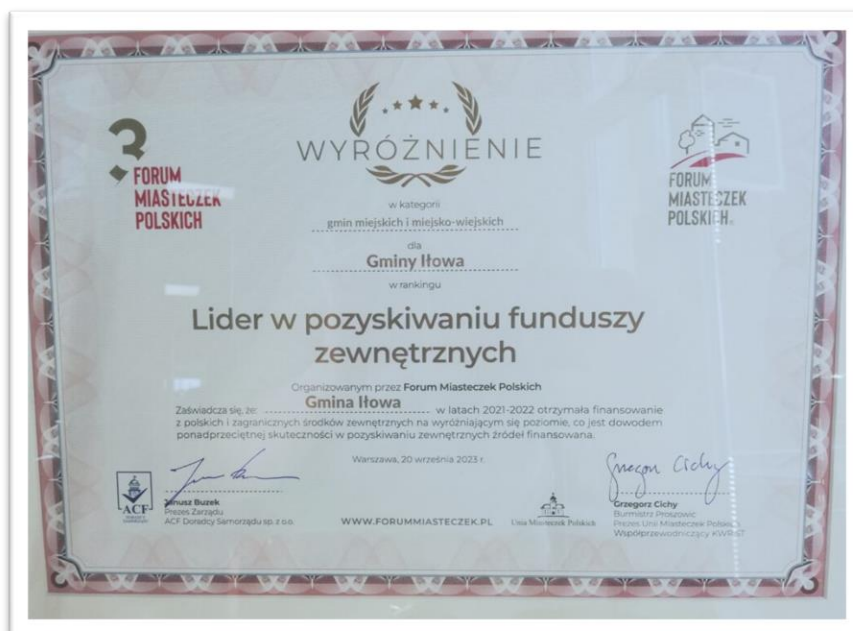 WYRÓŻNIENIE
3 FORUM
MIASTECZEK
POLSKICH
FORUM
MIASTECZEK
POLSKICH
w kategorii
gmin miejskich i miejsko-wiejskich
dla
Gminy Iłowa
w rankingu
Lider w pozyskiwaniu funduszy
zewnętrznych
Organizowanym przez Forum Miasteczek Polskich
Zaświadcza się, że: Gmina Iłowa w latach 2021-2022 otrzymała finansowanie
z polskich i zagranicznych środków zewnętrznych na wyróżniającym się poziomie, co jest dowodem
ponadprzeciętnej skuteczności w pozyskiwaniu zewnętrznych źródeł finansowana.
Warszawa, 20 września 2023 r.
Grzegorz Cichy
ACF
Janusz Buzek
Prezes Zarządu
ACF Doradcy Samorządu sp. z o.o.
WWW.FORUMMIASTECZEK.PL
Unia Miasteczek Polskich
Grzegorz Cichy
Burmistrz Proszowic
Prezes Unii Miasteczek Polskich
Współprzewodniczący KWRiST